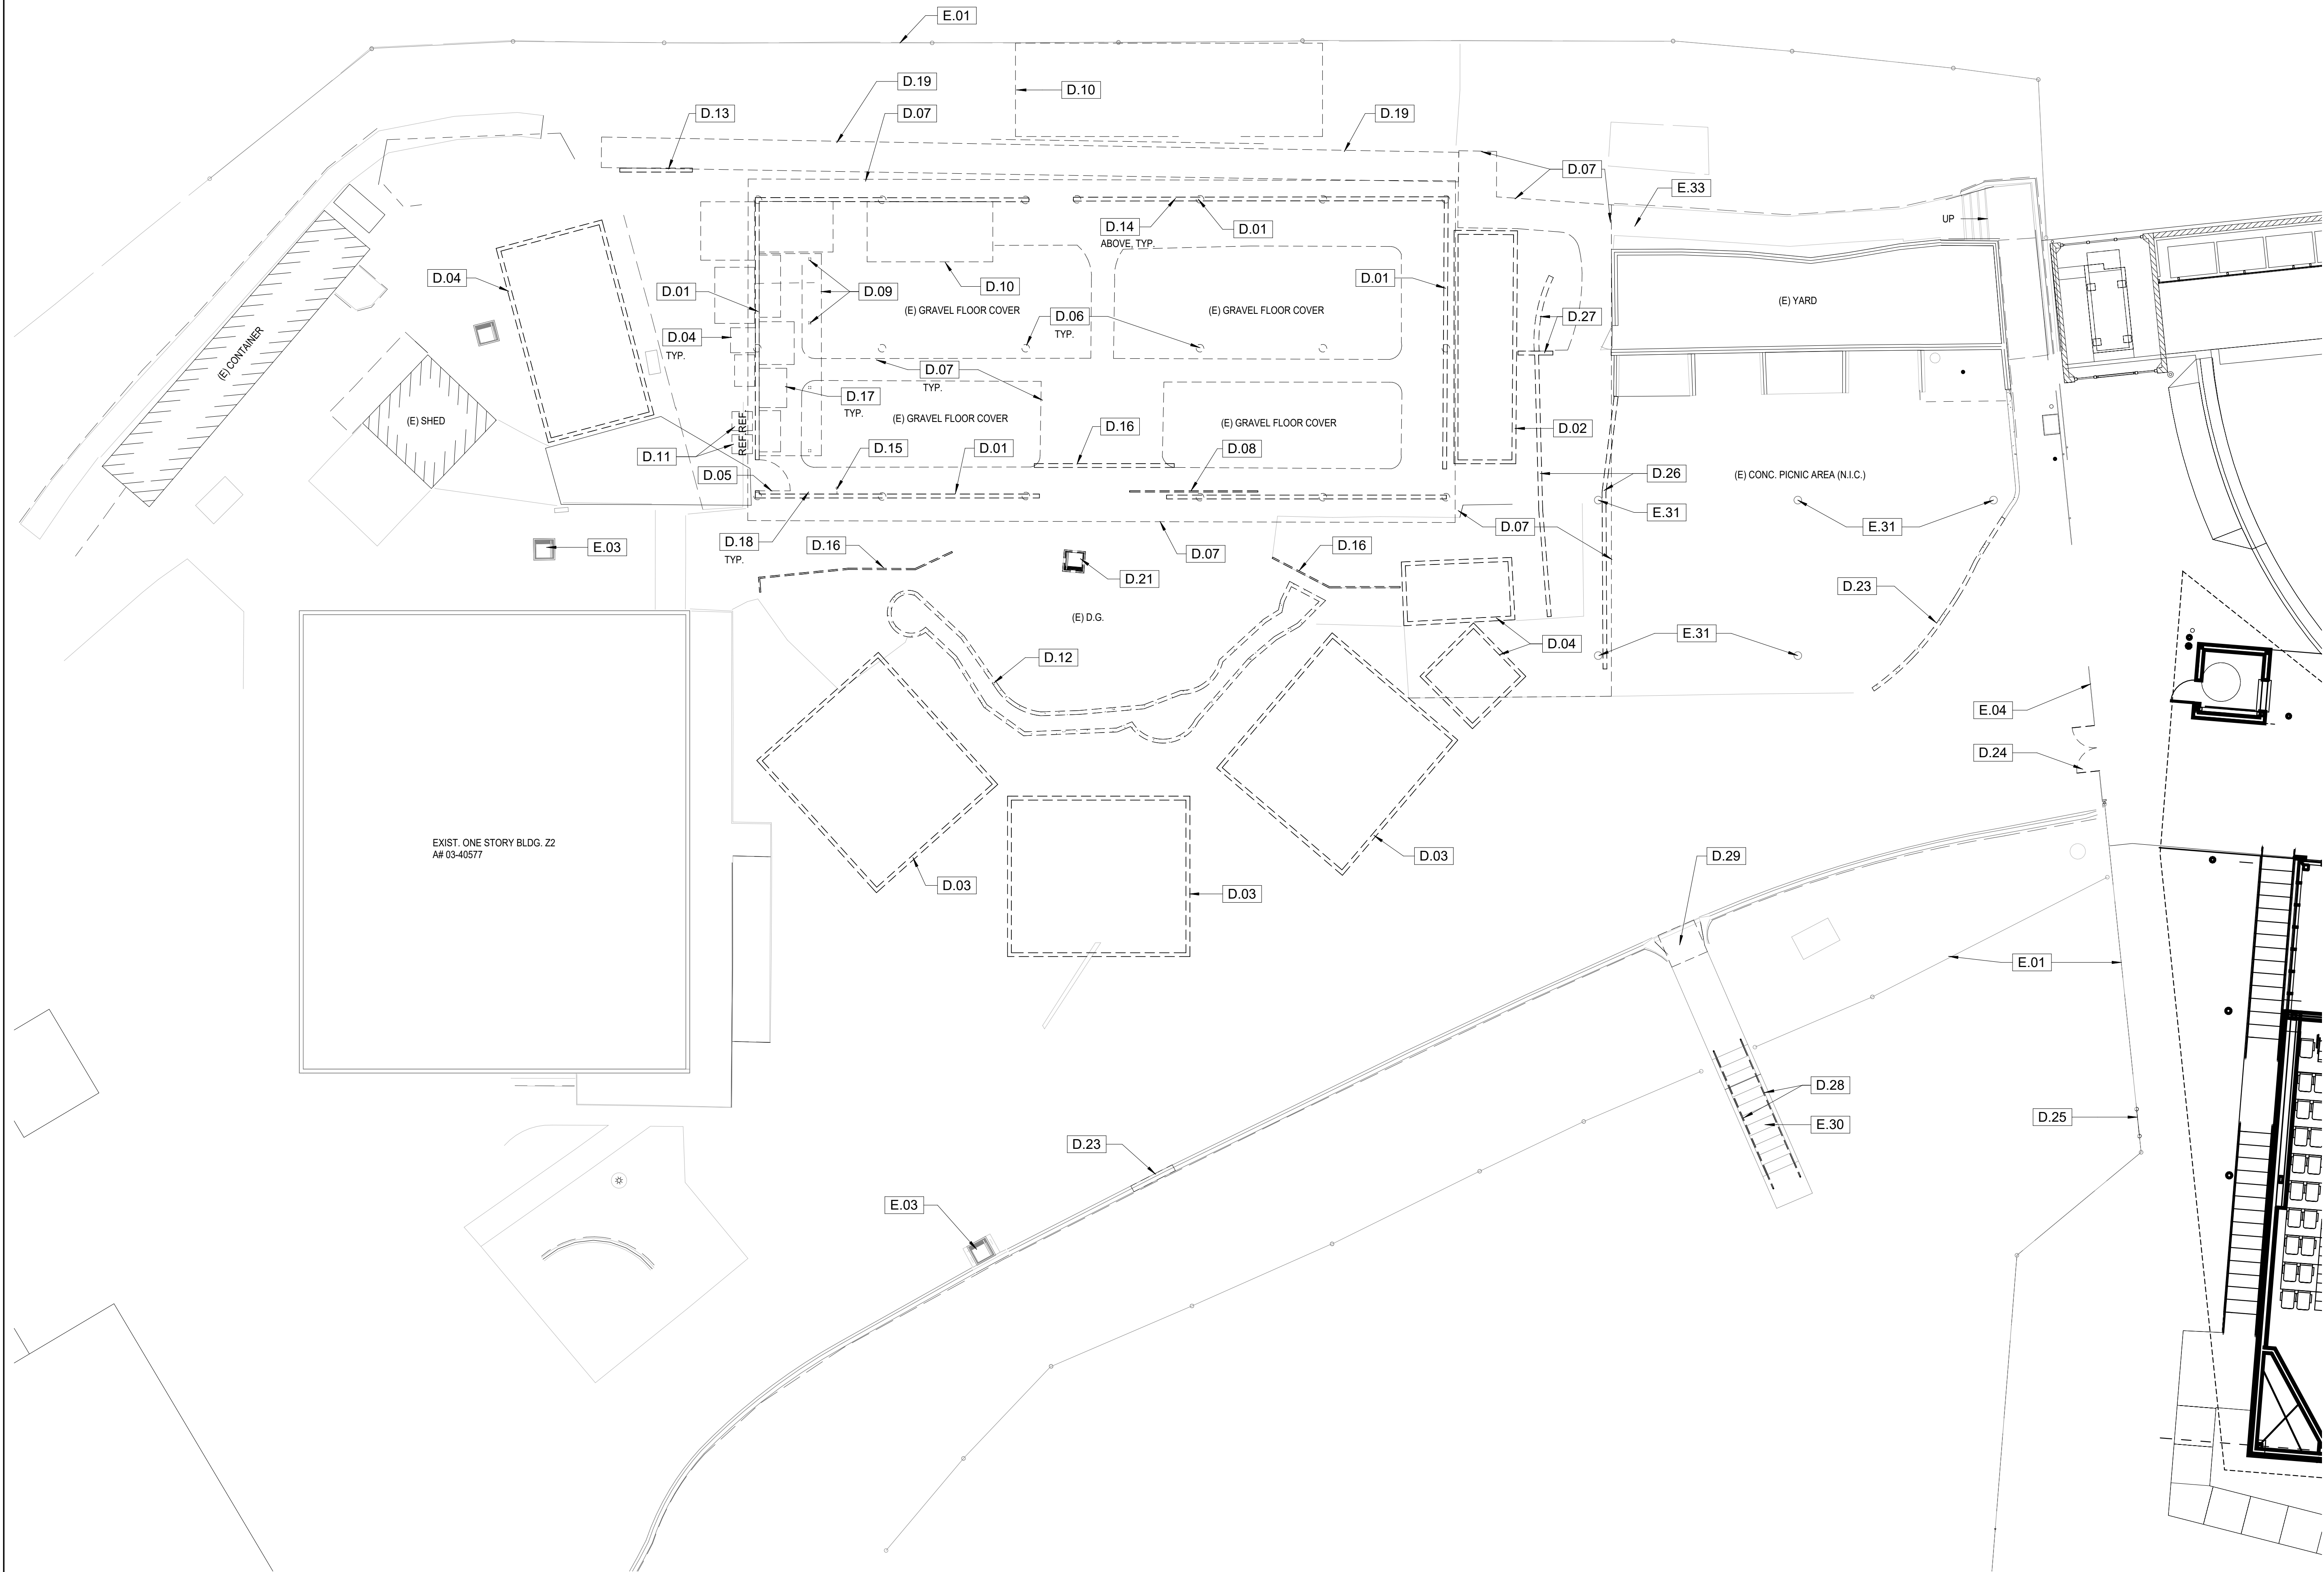 E.01
D.19
D.10
D.13
D.07
D.19
D.07
E.33
UP
D.14
ABOVE, TYP.
D.01
D.04
D.01
D.09
D.10
D.01
(E) YARD
(E) GRAVEL FLOOR COVER
(E) GRAVEL FLOOR COVER
D.06
TYP.
D.27
(E) CONTAINER
D.04
TYP.
D.07
TYP.
D.17
TYP.
(E) SHED
REF.
REF.
(E) GRAVEL FLOOR COVER
(E) GRAVEL FLOOR COVER
D.16
D.02
D.11
D.15
D.01
D.08
D.05
D.26
(E) CONC. PICNIC AREA (N.I.C.)
E.31
E.31
D.07
E.03
D.18
TYP.
D.16
D.07
D.16
D.21
D.23
(E) D.G.
E.31
D.04
D.12
E.04
D.24
EXIST. ONE STORY BLDG. Z2
A# 03-40577
D.03
D.03
D.03
D.29
E.01
D.28
D.25
E.30
D.23
E.03